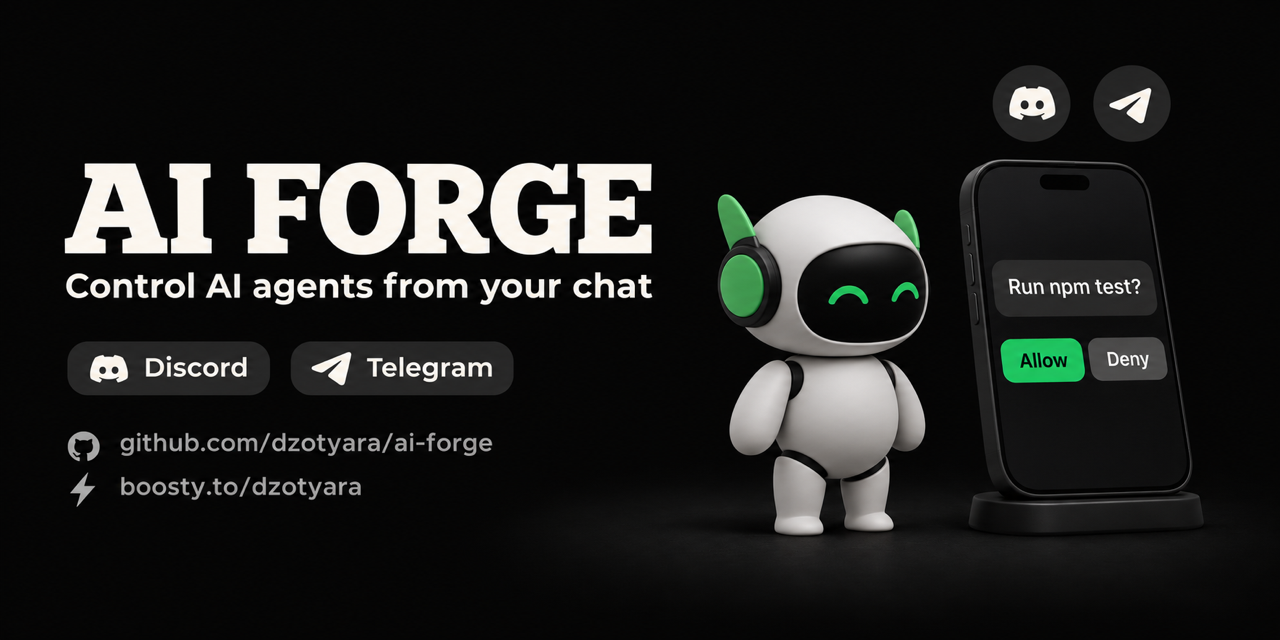 AI FORGE
Control AI agents from your chat
Discord
Telegram
github.com/dzotyara/ai-forge
boosty.to/dzotyara
Run npm test?
Allow
Deny